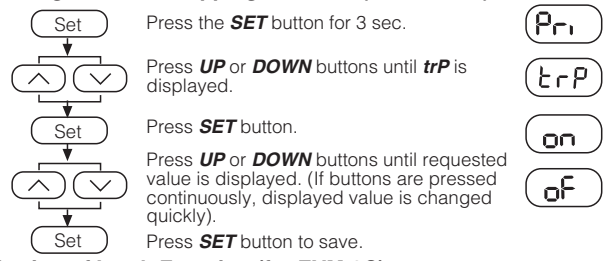 Set Press the SET button for 3 sec. Pri
Press UP or DOWN buttons until trP is displayed. trP
Set Press SET button. on
Press UP or DOWN buttons until requested
value is displayed. (If buttons are pressed
continuously, displayed value is changed
quickly). oF
Set Press SET button to save.